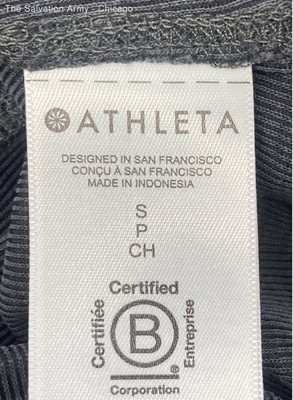 The Salvation Army - Chicago
ATHLETA
DESIGNED IN SAN FRANCISCO
CONÇU À SAN FRANCISCO
MADE IN INDONESIA
S
P
CH
Certified
Certifiée
B
Entreprise
®
Corporation